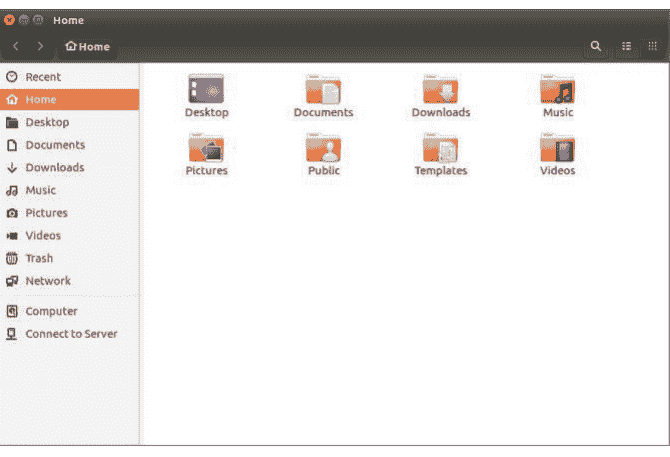 Home
Home
Recent
Home
Desktop
Documents
Downloads
Music
Pictures
Videos
Trash
Network
Computer
Connect to Server
Desktop Documents Downloads Music
Pictures Public Templates Videos